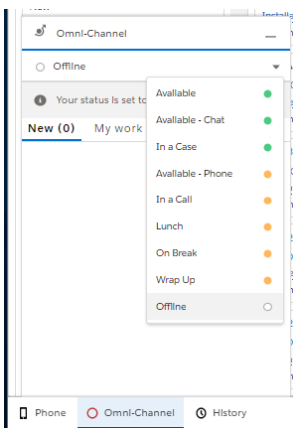 Omni-Channel
Offline
Your status is set to
New (0) My work
Available
Available - Chat
In a Case
Available - Phone
In a Call
Lunch
On Break
Wrap Up
Offline
Phone Omni-Channel History